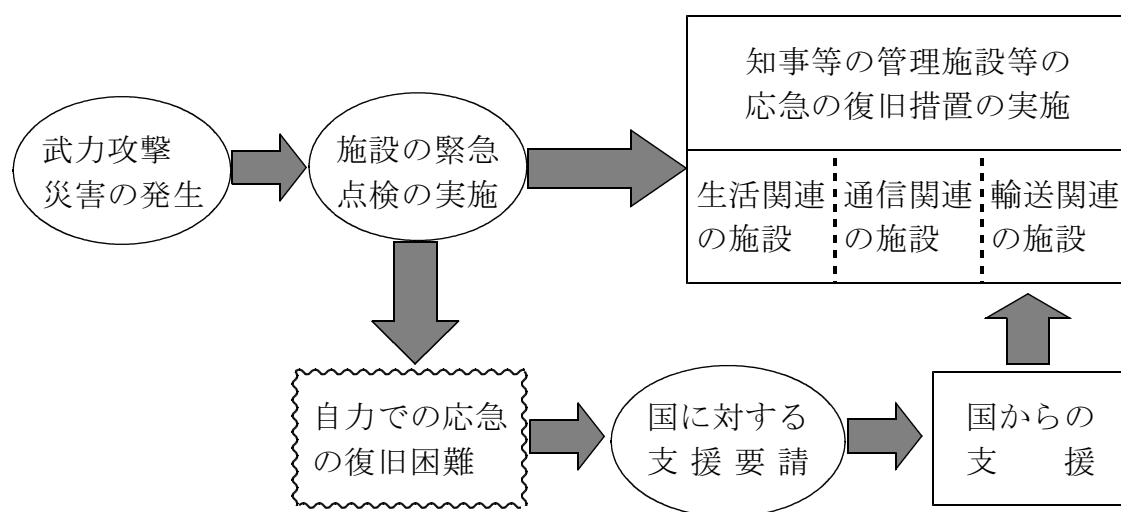 知事等の管理施設等の
応急の復旧措置の実施
武力攻撃
災害の発生
施設の緊急
点検の実施
生活関連
の施設
通信関連
の施設
輸送関連
の施設
自力での応急
の復旧困難
国に対する
支援要請
国からの
支援